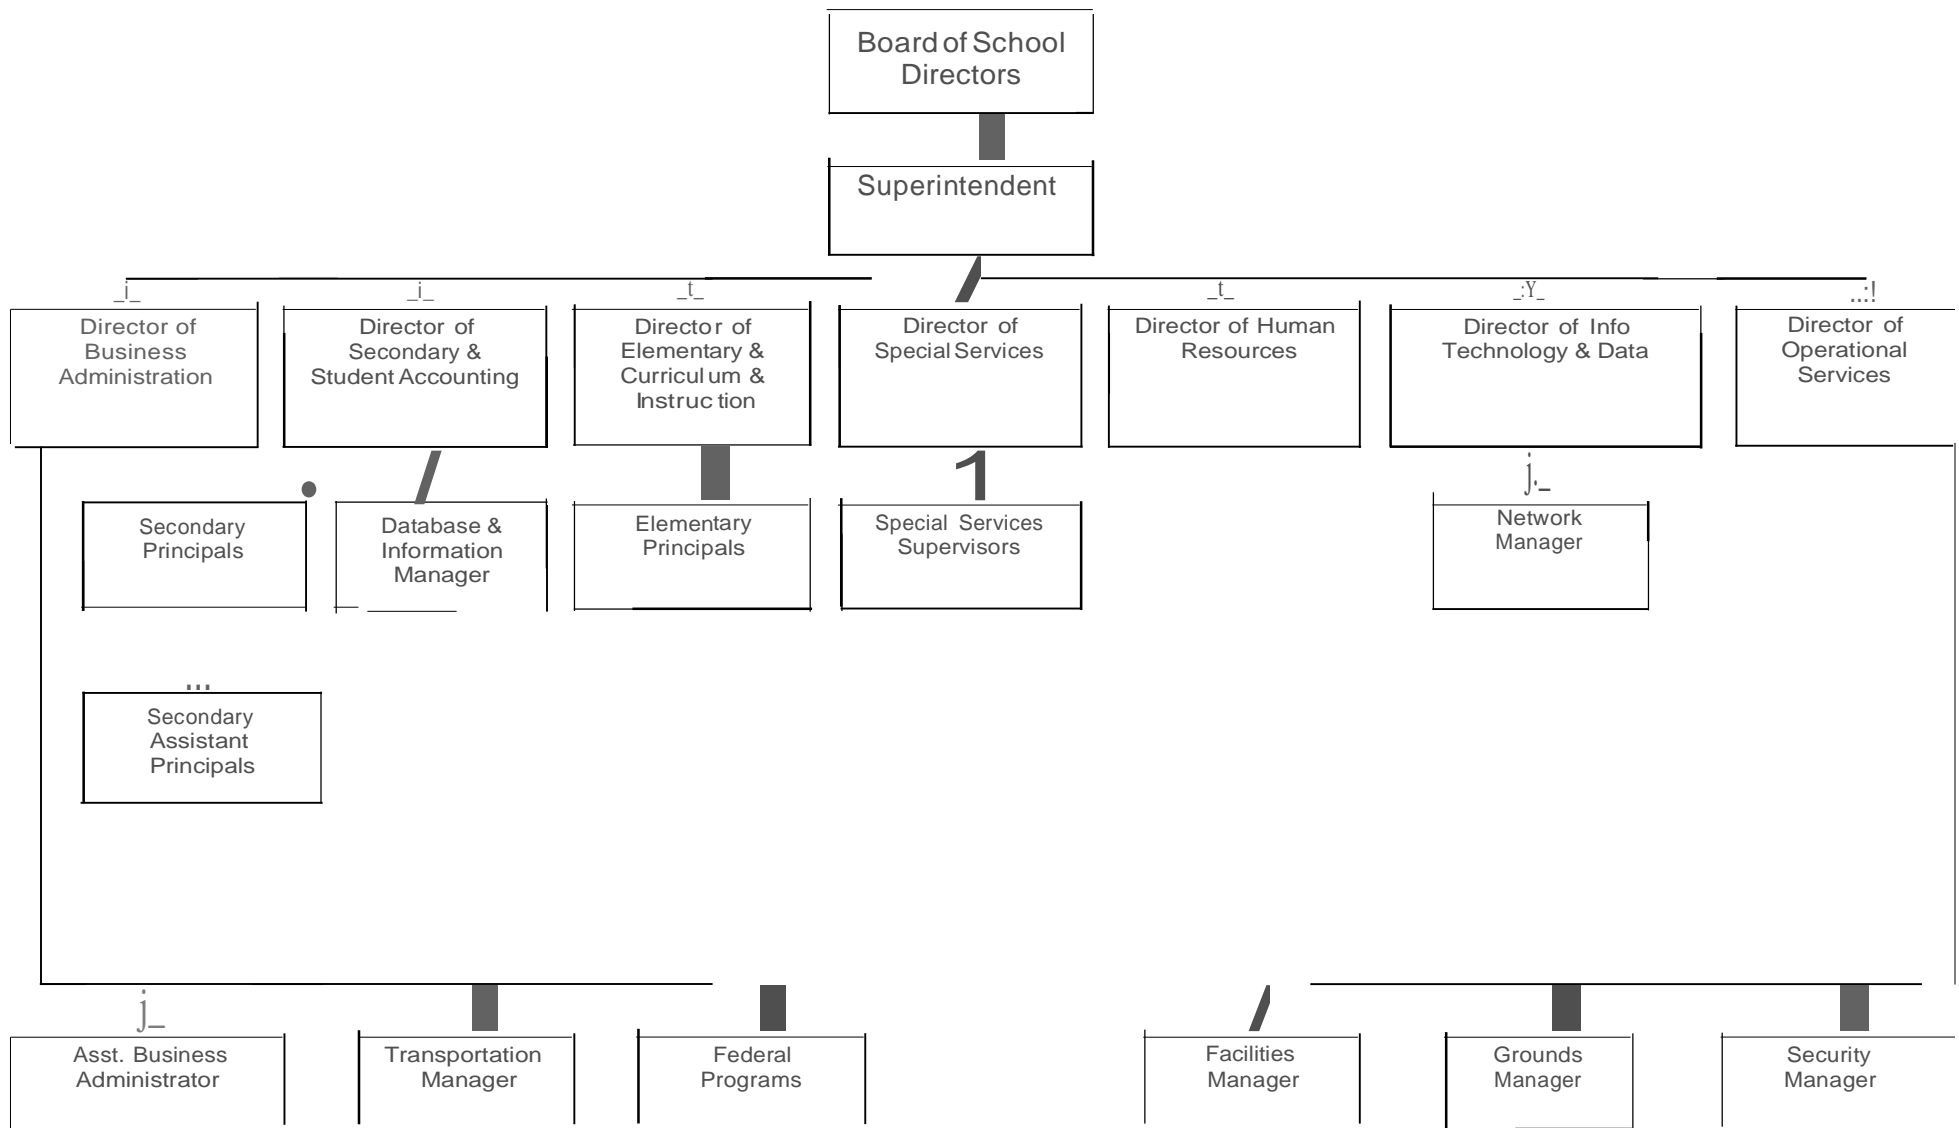 Board of School
Directors
Superintendent
Director of
Business
Administration
Director of
Secondary &
Student Accounting
Director of
Elementary &
Curriculum &
Instruction
Director of
Special Services
Director of Human
Resources
Director of Info
Technology & Data
Director of
Operational
Services
Secondary
Principals
Database &
Information
Manager
Elementary
Principals
Special Services
Supervisors
Network
Manager
Secondary
Assistant
Principals
Asst. Business
Administrator
Transportation
Manager
Federal
Programs
Facilities
Manager
Grounds
Manager
Security
Manager